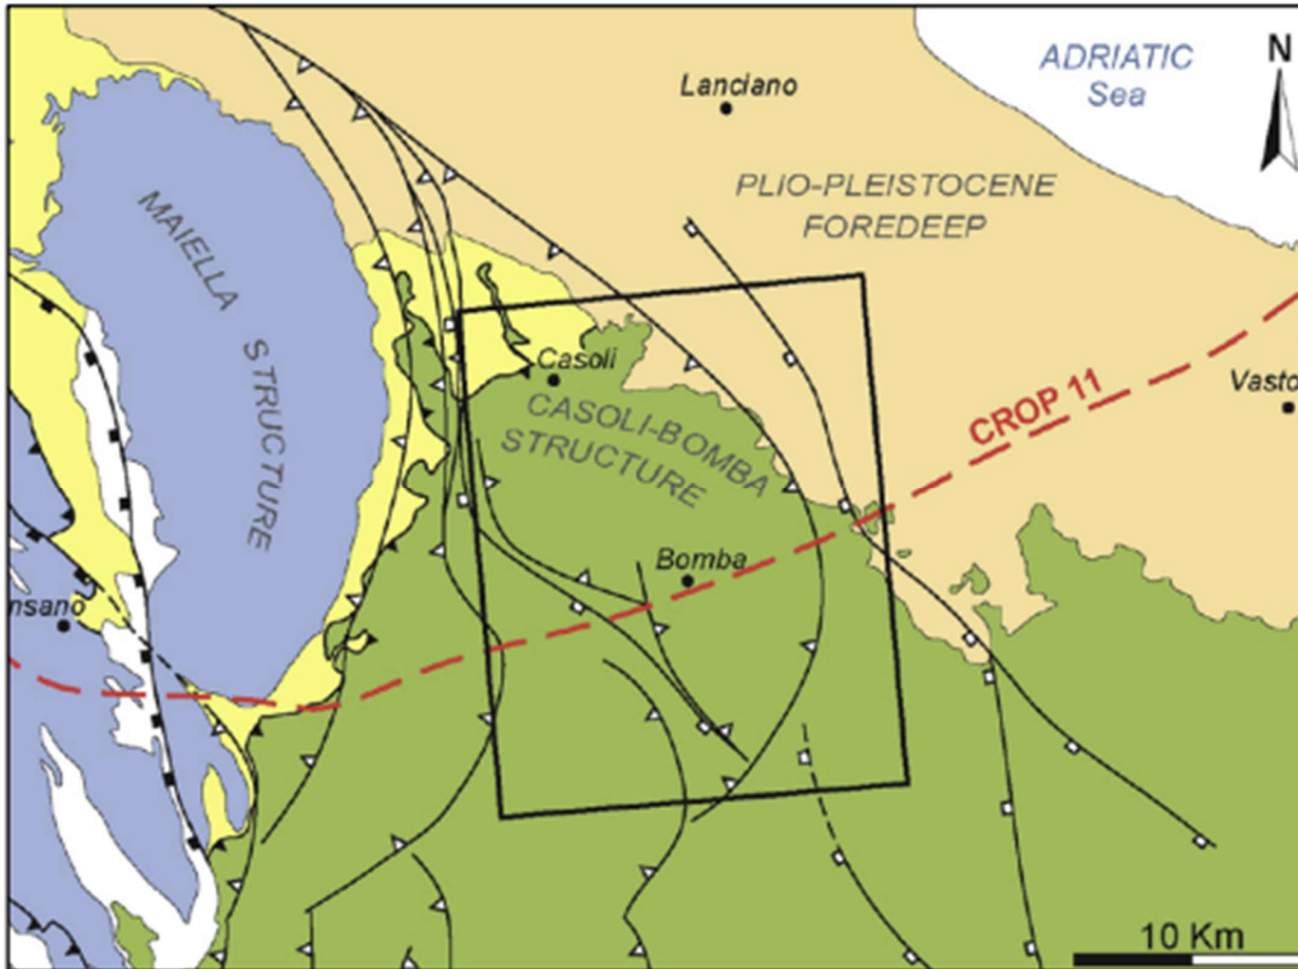 ADRIATIC
Sea
N
Lanciano
PLIO-PLEISTOCENE
FOREDEEP
MAIELLA
STRUCTURE
Casoli
CASOLI-BOMBA
STRUCTURE
CROP 11
Vasto
Bomba
nsano
10 Km